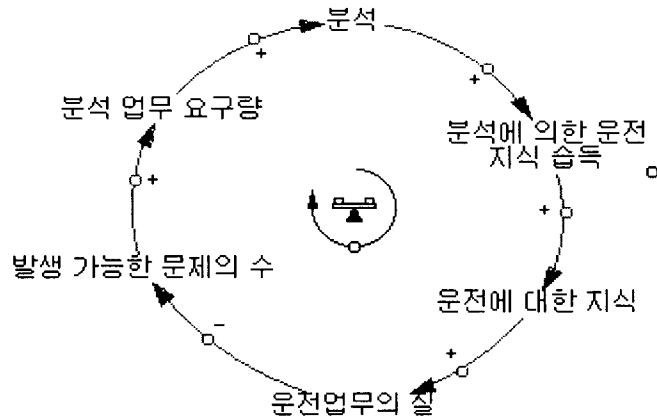 분석
+
+
분석 업무 요구량
분석에 의한 운전
지식 습득
+
+
발생 가능한 문제의 수
운전에 대한 지식
-
+
운전업무의 질